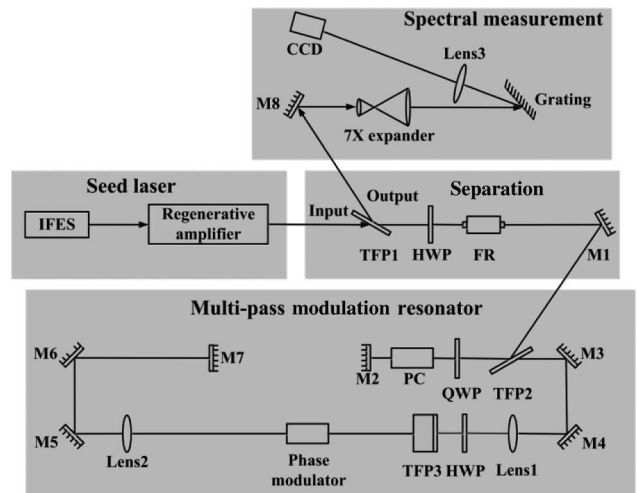 Spectral measurement
CCD
Lens3
M8
7X expander
Grating
Seed laser
Separation
IFES
Regenerative
amplifier
Input
Output
TFP1
HWP
FR
M1
Multi-pass modulation resonator
M6
M7
M2
PC
QWP
TFP2
M3
M5
Lens2
Phase
modulator
TFP3
HWP
Lens1
M4